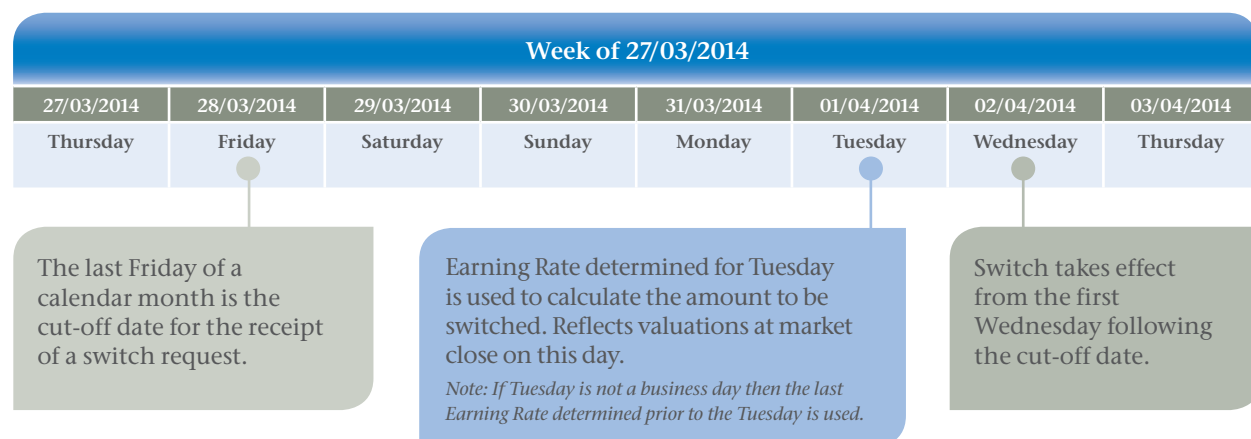 Week of 27/03/2014
27/03/2014 28/03/2014 29/03/2014 30/03/2014 31/03/2014 01/04/2014 02/04/2014 03/04/2014
Thursday Friday Saturday Sunday Monday Tuesday Wednesday Thursday
The last Friday of a
calendar month is the
cut-off date for the receipt
of a switch request.
Earning Rate determined for Tuesday
is used to calculate the amount to be
switched. Reflects valuations at market
close on this day.
Note: If Tuesday is not a business day then the last
Earning Rate determined prior to the Tuesday is used.
Switch takes effect
from the first
Wednesday following
the cut-off date.